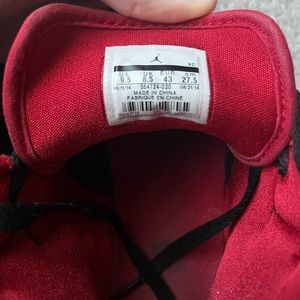 XC
US UK EUR cm
9.5 8.5 43 27.5
06/11/14 08/21/14
554724-020
MADE IN CHINA
FABRIQUE EN CHINE